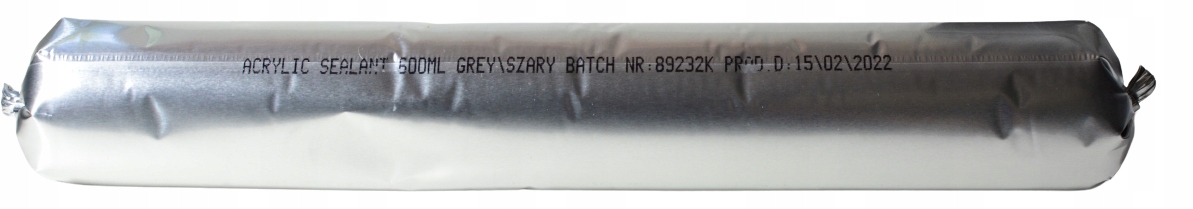 ACRYLIC SEALANT 600ML GREY\SZARY BATCH NR:89232K PROD.D:15\02\2022